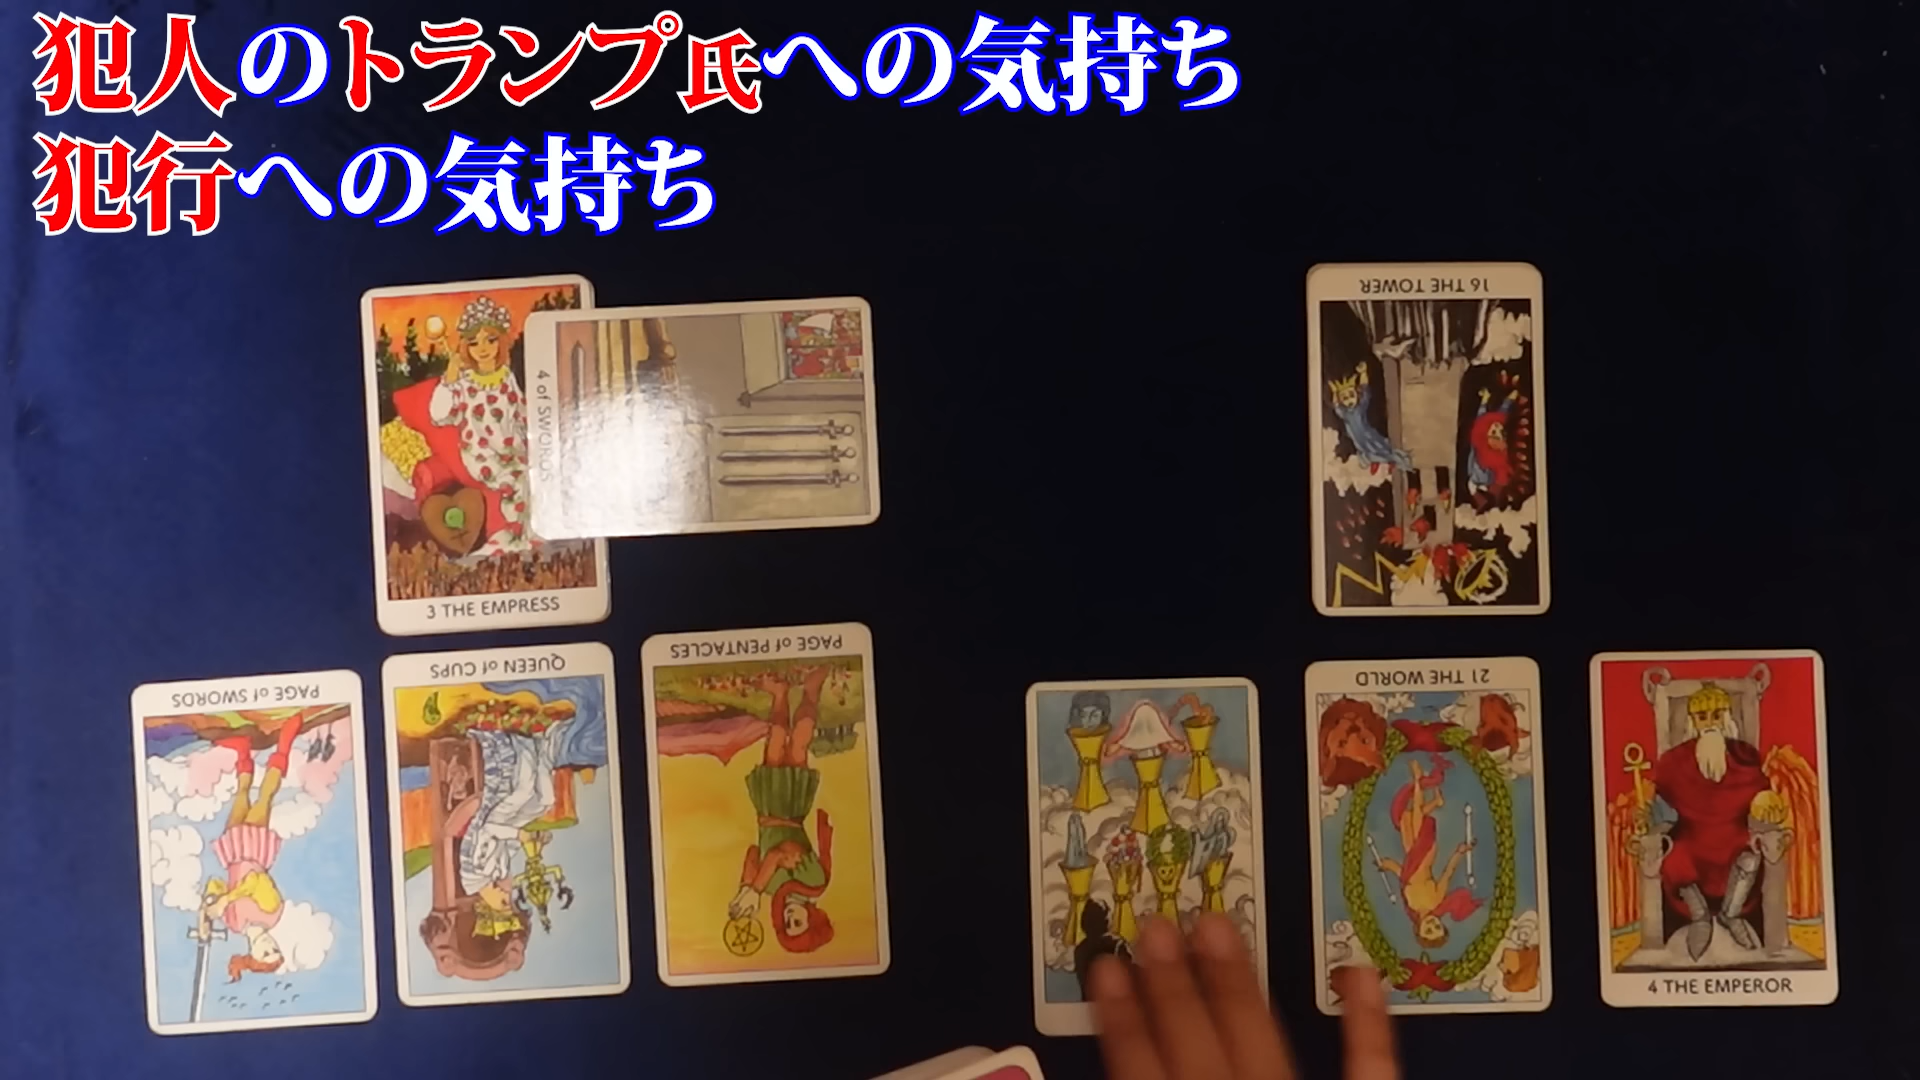 犯人のトランプ氏への気持ち
犯行への気持ち
16 THE TOWER
4 of SWORDS
3 THE EMPRESS
PAGE of SWORDS
QUEEN of CUPS
PAGE of PENTACLES
21 THE WORLD
4 THE EMPEROR